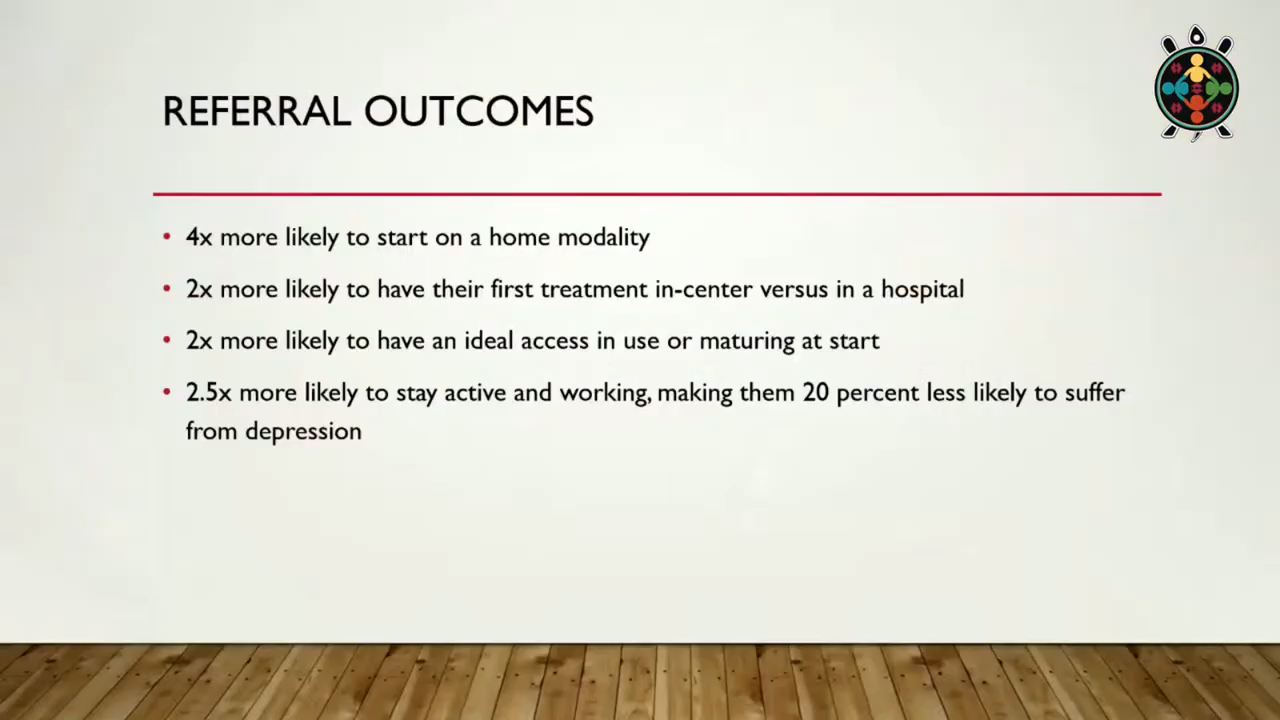 REFERRAL OUTCOMES
• 4x more likely to start on a home modality
• 2x more likely to have their first treatment in-center versus in a hospital
• 2x more likely to have an ideal access in use or maturing at start
• 2.5x more likely to stay active and working, making them 20 percent less likely to suffer
from depression